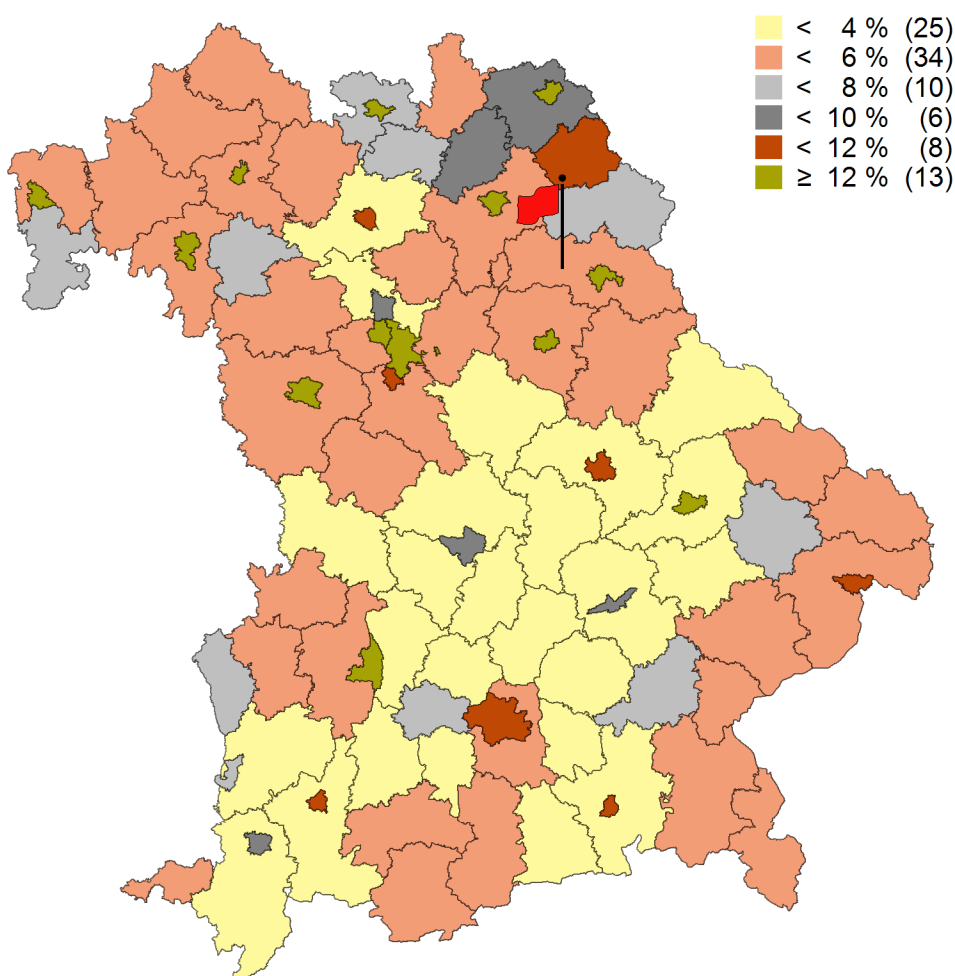 < 4 % (25)
< 6 % (34)
< 8 % (10)
< 10 % (6)
< 12 % (8)
≥ 12 % (13)